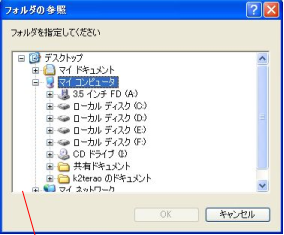 フォルダの参照
フォルダを指定してください
デスクトップ
マイ ドキュメント
マイ コンピュータ
3.5 インチ FD (A:)
ローカル ディスク (C:)
ローカル ディスク (D:)
ローカル ディスク (E:)
ローカル ディスク (F:)
CD ドライブ (I:)
共有ドキュメント
k2terao のドキュメント
マイ ネットワーク
OK
キャンセル